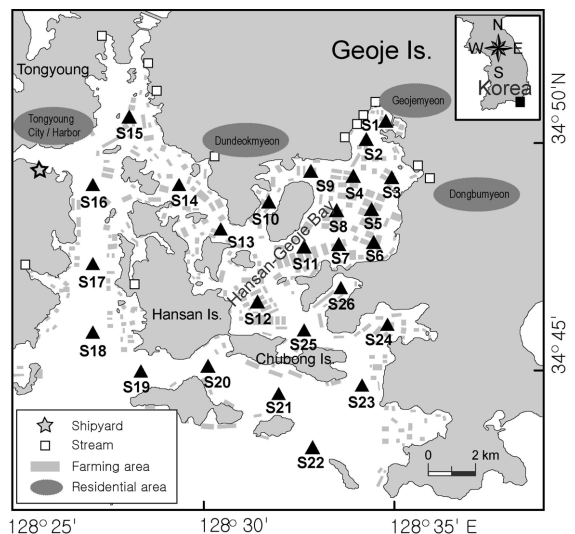 N
W E
S
Korea
Geoje Is.
Tongyoung
Tongyoung
City / Harbor
Dundeokmyeon
Geojemyeon
Dongbumyeon
34° 50' N
34° 45'
S1
S2
S15
S9
S4
S3
S16
S14
S10
S8
S5
S13
S11
S7
S6
Hansan-Geoje Bay
S17
S26
S12
Hansan Is.
S18
S25
S24
Chubong Is.
S19
S20
S21
S23
S22
Shipyard
Stream
Farming area
Residential area
0 2 km
128° 25' 128° 30' 128° 35' E